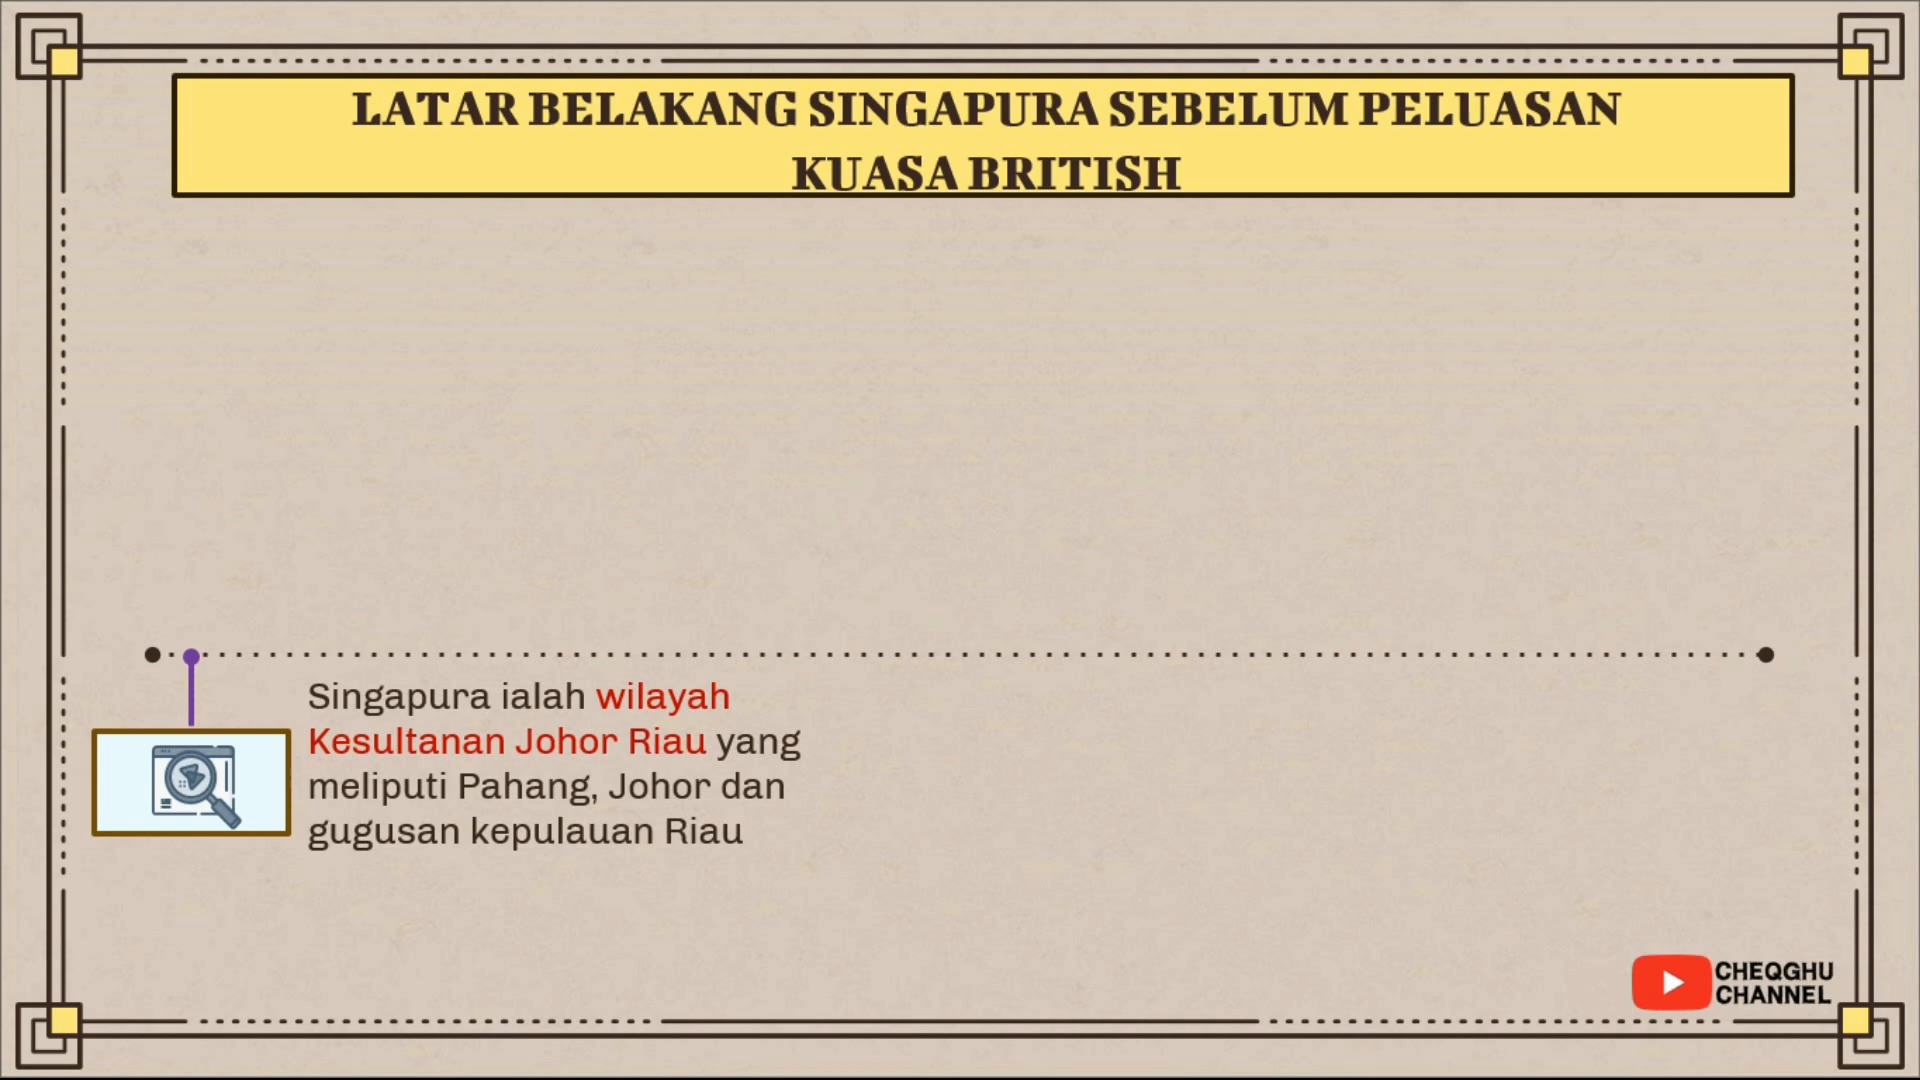 LATAR BELAKANG SINGAPURA SEBELUM PELUASAN
KUASA BRITISH
Singapura ialah wilayah
Kesultanan Johor Riau yang
meliputi Pahang, Johor dan
gugusan kepulauan Riau
CHEQGHU
CHANNEL